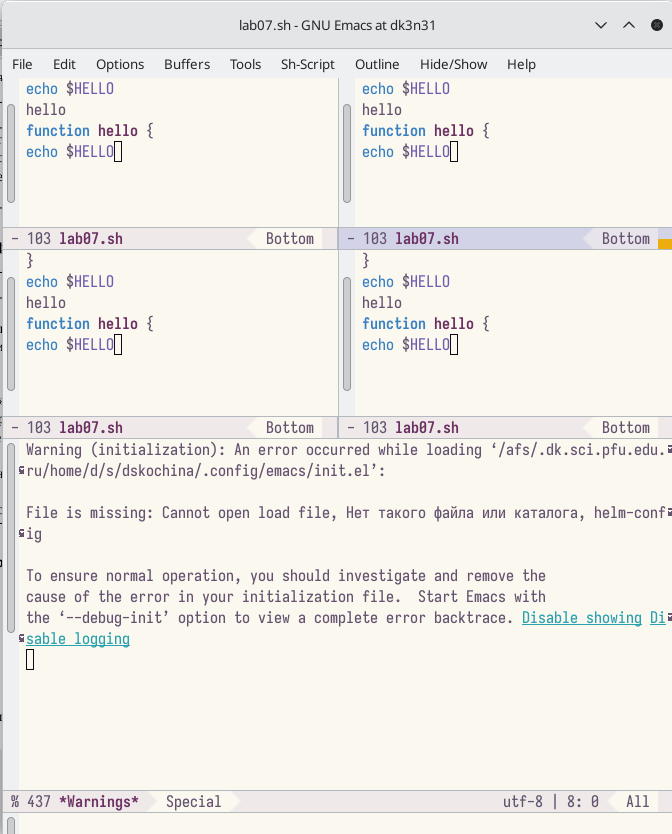 lab07.sh - GNU Emacs at dk3n31
File Edit Options Buffers Tools Sh-Script Outline Hide/Show Help
echo $HELLO
hello
function hello {
echo $HELLO
- 103 lab07.sh Bottom
echo $HELLO
hello
function hello {
echo $HELLO
- 103 lab07.sh Bottom
}
echo $HELLO
hello
function hello {
echo $HELLO
- 103 lab07.sh Bottom
}
echo $HELLO
hello
function hello {
echo $HELLO
- 103 lab07.sh Bottom
Warning (initialization): An error occurred while loading ‘/afs/.dk.sci.pfu.edu.
ru/home/d/s/dskochina/.config/emacs/init.el’:
File is missing: Cannot open load file, Нет такого файла или каталога, helm-conf
ig
To ensure normal operation, you should investigate and remove the
cause of the error in your initialization file.  Start Emacs with
the ‘--debug-init’ option to view a complete error backtrace. Disable showing Di
sable logging
% 437 *Warnings* Special utf-8 | 8: 0 All